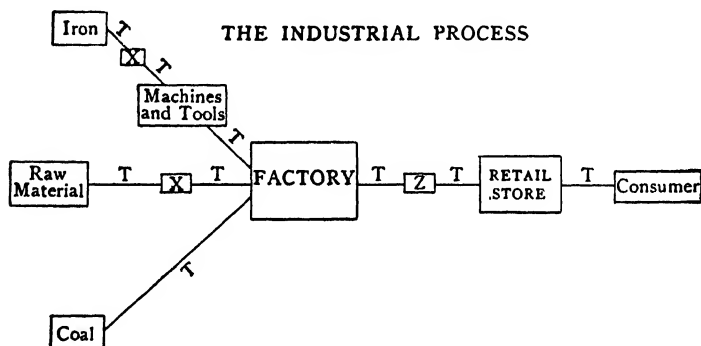 THE INDUSTRIAL PROCESS
Iron
T
X
T
Machines
and Tools
T
Raw
Material
T
X
T
FACTORY
T
Z
T
RETAIL
.STORE
T
Consumer
T
Coal